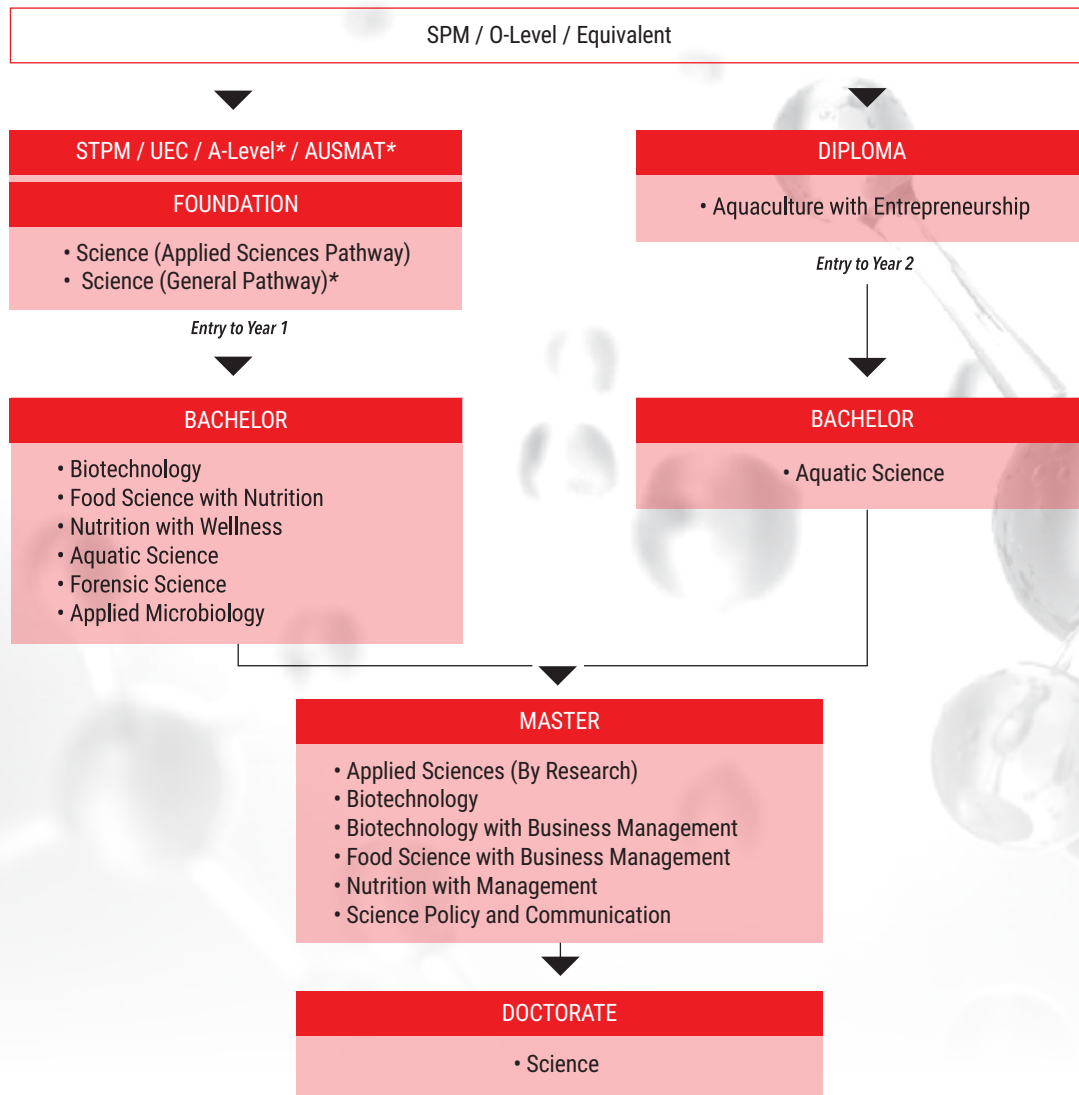 SPM / O-Level / Equivalent
STPM / UEC / A-Level* / AUSMAT*
FOUNDATION
• Science (Applied Sciences Pathway)
• Science (General Pathway)*
Entry to Year 1
BACHELOR
• Biotechnology
• Food Science with Nutrition
• Nutrition with Wellness
• Aquatic Science
• Forensic Science
• Applied Microbiology
DIPLOMA
• Aquaculture with Entrepreneurship
Entry to Year 2
BACHELOR
• Aquatic Science
MASTER
• Applied Sciences (By Research)
• Biotechnology
• Biotechnology with Business Management
• Food Science with Business Management
• Nutrition with Management
• Science Policy and Communication
DOCTORATE
• Science